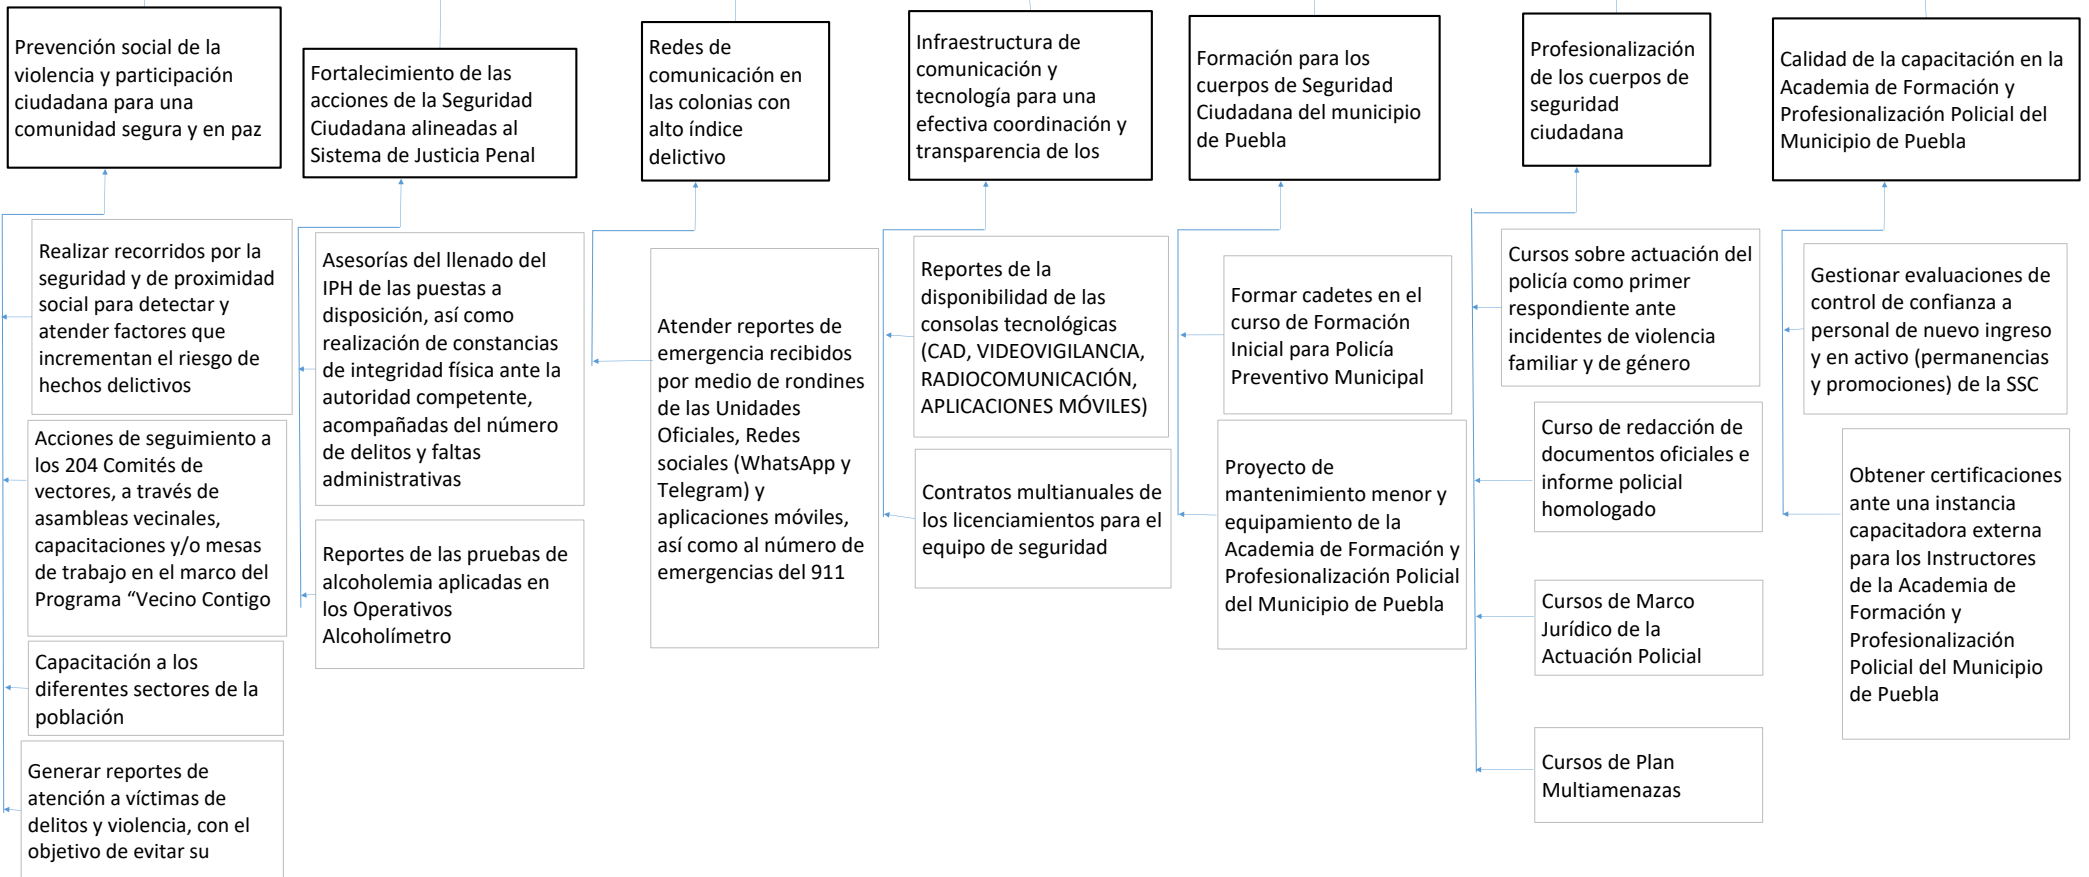 Prevención social de la
violencia y participación
ciudadana para una
comunidad segura y en paz
Fortalecimiento de las
acciones de la Seguridad
Ciudadana alineadas al
Sistema de Justicia Penal
Redes de
comunicación en
las colonias con
alto índice
delictivo
Infraestructura de
comunicación y
tecnología para una
efectiva coordinación y
transparencia de los
Formación para los
cuerpos de Seguridad
Ciudadana del municipio
de Puebla
Profesionalización
de los cuerpos de
seguridad
ciudadana
Calidad de la capacitación en la
Academia de Formación y
Profesionalización Policial del
Municipio de Puebla
Realizar recorridos por la
seguridad y de proximidad
social para detectar y
atender factores que
incrementan el riesgo de
hechos delictivos
Acciones de seguimiento a
los 204 Comités de
vectores, a través de
asambleas vecinales,
capacitaciones y/o mesas
de trabajo en el marco del
Programa “Vecino Contigo
Capacitación a los
diferentes sectores de la
población
Generar reportes de
atención a víctimas de
delitos y violencia, con el
objetivo de evitar su
Asesorías del llenado del
IPH de las puestas a
disposición, así como
realización de constancias
de integridad física ante la
autoridad competente,
acompañadas del número
de delitos y faltas
administrativas
Reportes de las pruebas de
alcoholemia aplicadas en
los Operativos
Alcoholímetro
Atender reportes de
emergencia recibidos
por medio de rondines
de las Unidades
Oficiales, Redes
sociales (WhatsApp y
Telegram) y
aplicaciones móviles,
así como al número de
emergencias del 911
Reportes de la
disponibilidad de las
consolas tecnológicas
(CAD, VIDEOVIGILANCIA,
RADIOCOMUNICACIÓN,
APLICACIONES MÓVILES)
Contratos multianuales de
los licenciamientos para el
equipo de seguridad
Formar cadetes en el
curso de Formación
Inicial para Policía
Preventivo Municipal
Proyecto de
mantenimiento menor y
equipamiento de la
Academia de Formación y
Profesionalización Policial
del Municipio de Puebla
Cursos sobre actuación del
policía como primer
respondiente ante
incidentes de violencia
familiar y de género
Curso de redacción de
documentos oficiales e
informe policial
homologado
Cursos de Marco
Jurídico de la
Actuación Policial
Cursos de Plan
Multiamenazas
Gestionar evaluaciones de
control de confianza a
personal de nuevo ingreso
y en activo (permanencias
y promociones) de la SSC
Obtener certificaciones
ante una instancia
capacitadora externa
para los Instructores
de la Academia de
Formación y
Profesionalización
Policial del Municipio
de Puebla